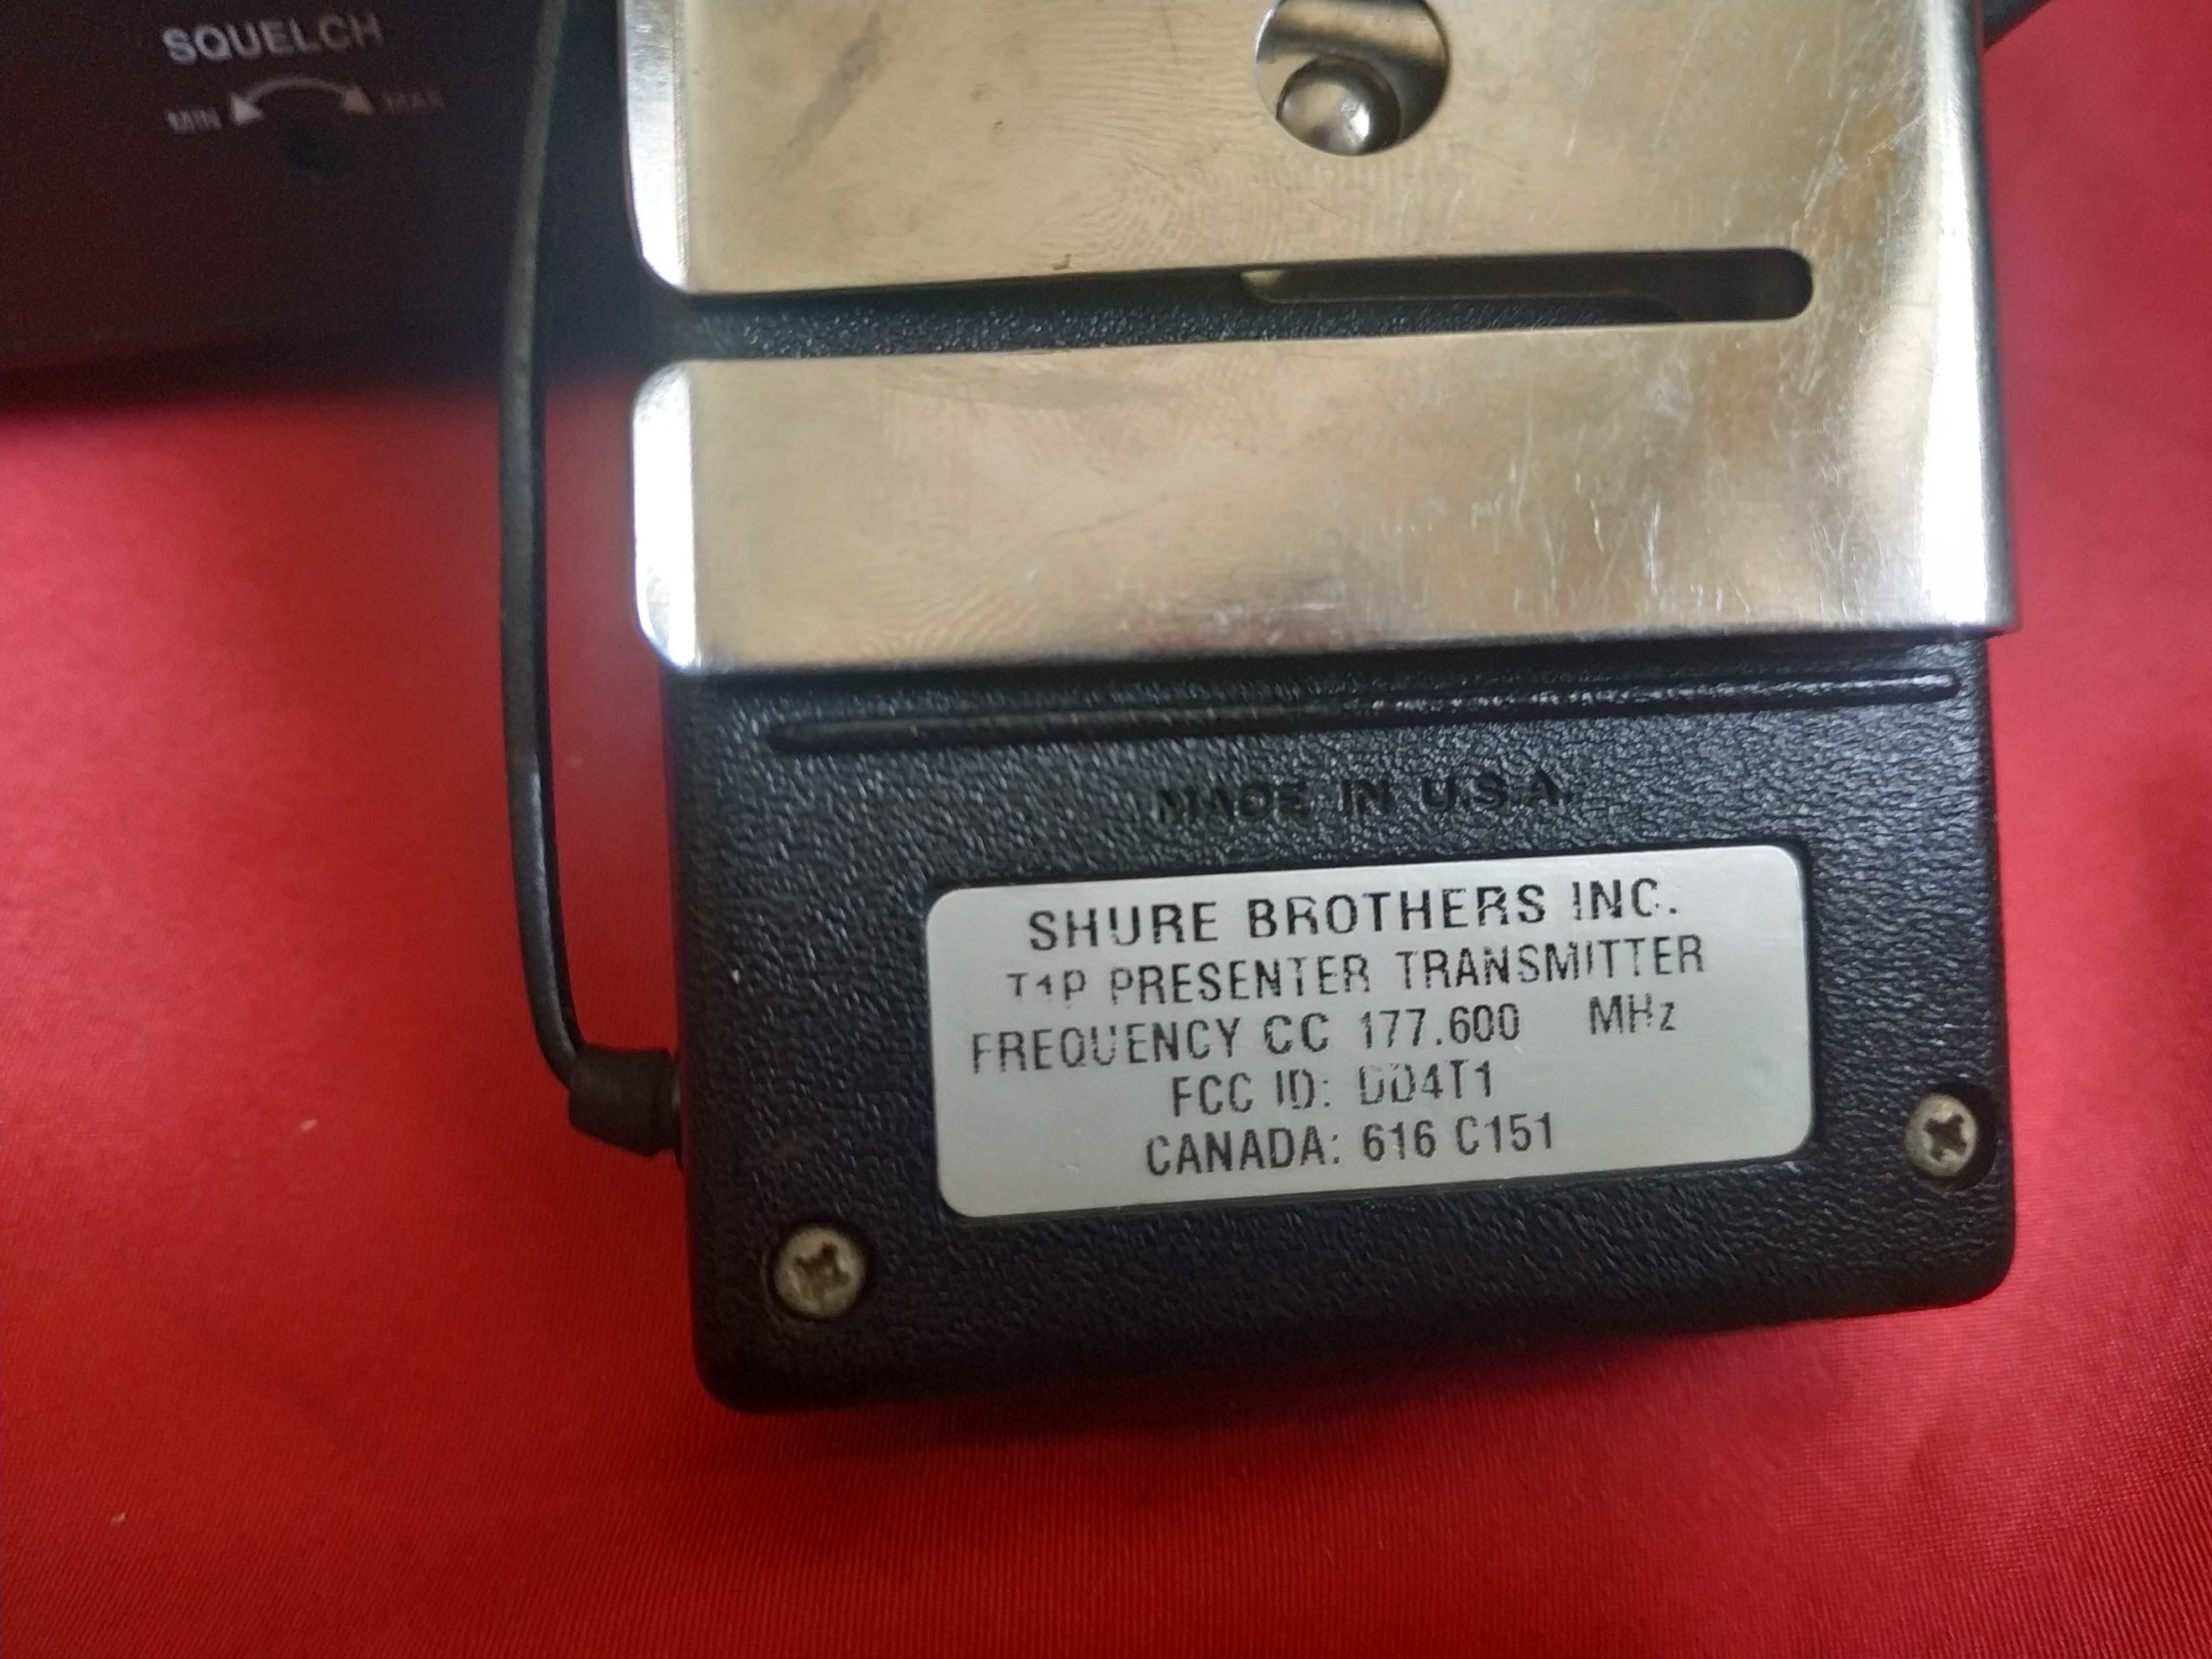 SQUELCH
MIN MAX
MADE IN U.S.A.
SHURE BROTHERS INC.
T1P PRESENTER TRANSMITTER
FREQUENCY CC 177.600 MHz
FCC ID: DD4T1
CANADA: 616 C151